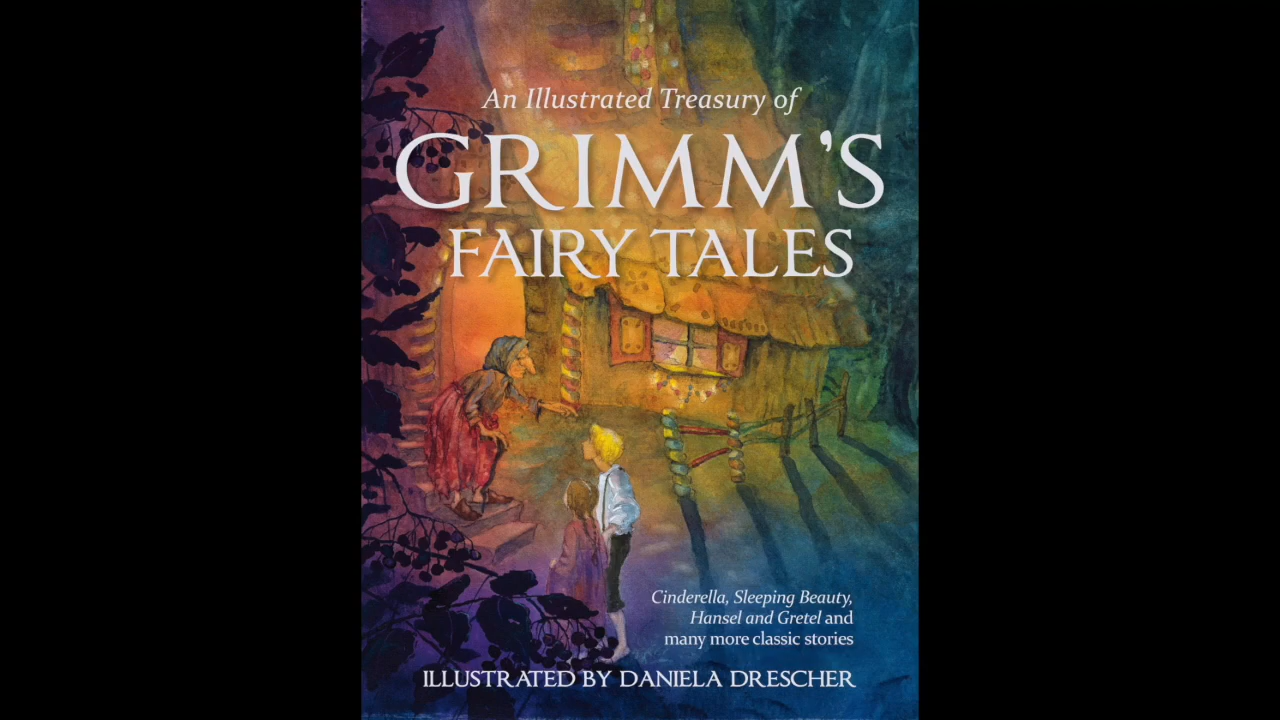 An Illustrated Treasury of
GRIMM'S
FAIRY TALES
Cinderella, Sleeping Beauty,
Hansel and Gretel and
many more classic stories
ILLUSTRATED BY DANIELA DRESCHER